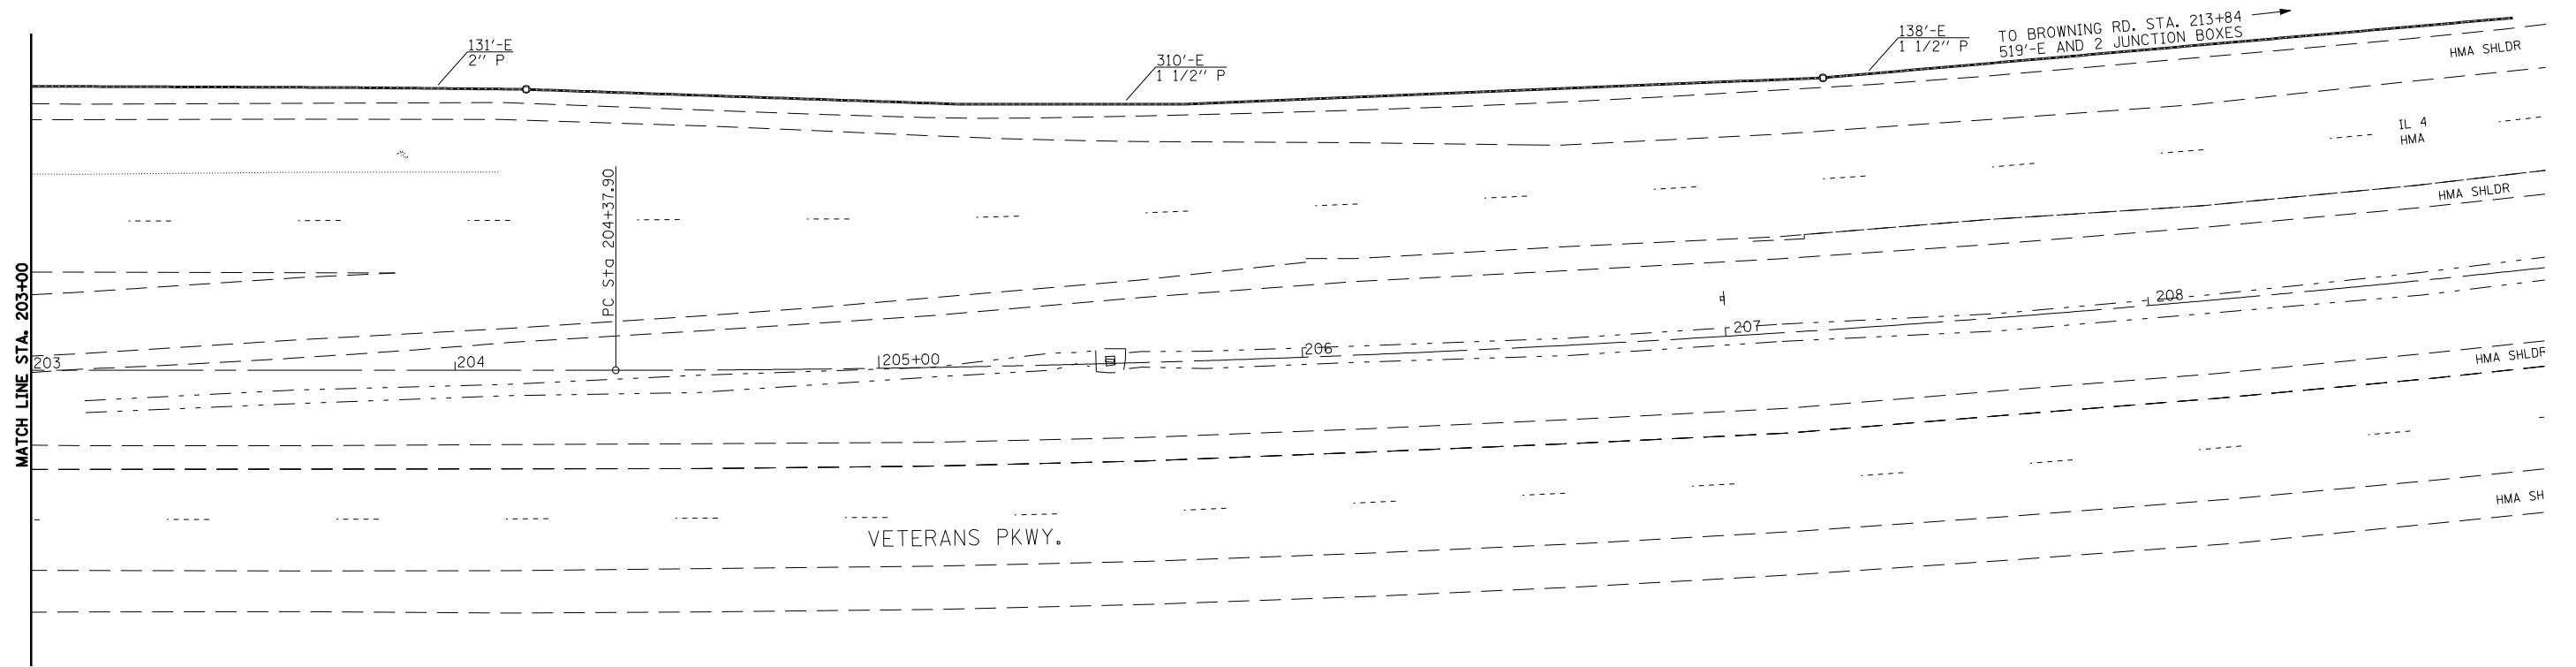 131'-E
2" P
310'-E
1 1/2" P
138'-E
1 1/2" P
TO BROWNING RD. STA. 213+84
519'-E AND 2 JUNCTION BOXES
HMA SHLDR
IL 4
HMA
HMA SHLDR
PC Sta 204+37.90
MATCH LINE STA. 203+00
203
204
205+00
206
207
208
HMA SHLDR
HMA SH
VETERANS PKWY.